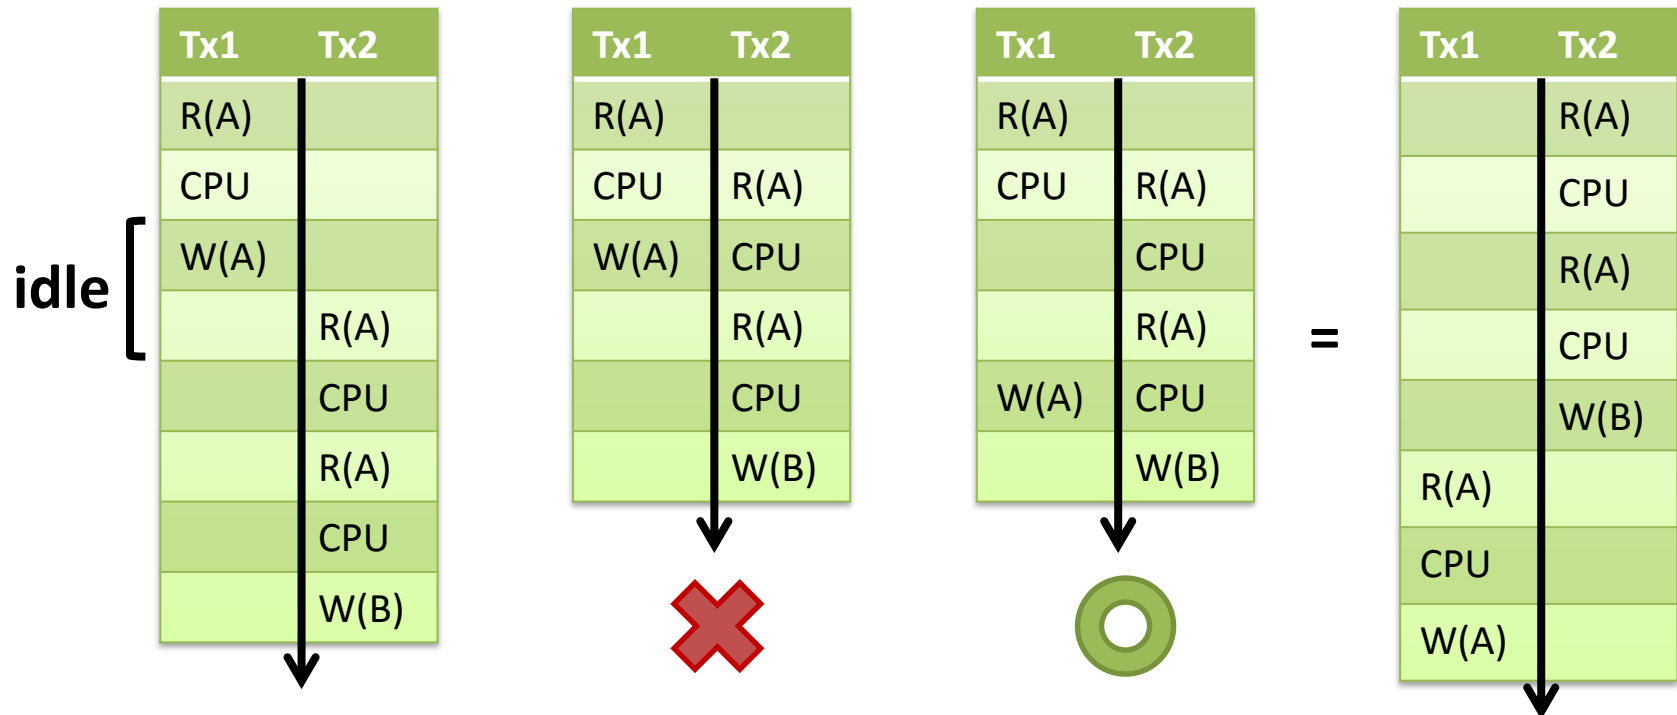 Tx1 Tx2
R(A)
CPU
W(A)
R(A)
CPU
R(A)
CPU
W(B)
idle
Tx1 Tx2
R(A)
CPU R(A)
W(A) CPU
R(A)
CPU
W(B)
Tx1 Tx2
R(A)
CPU R(A)
CPU
R(A)
W(A) CPU
W(B)
=
Tx1 Tx2
R(A)
CPU
R(A)
CPU
W(B)
R(A)
CPU
W(A)